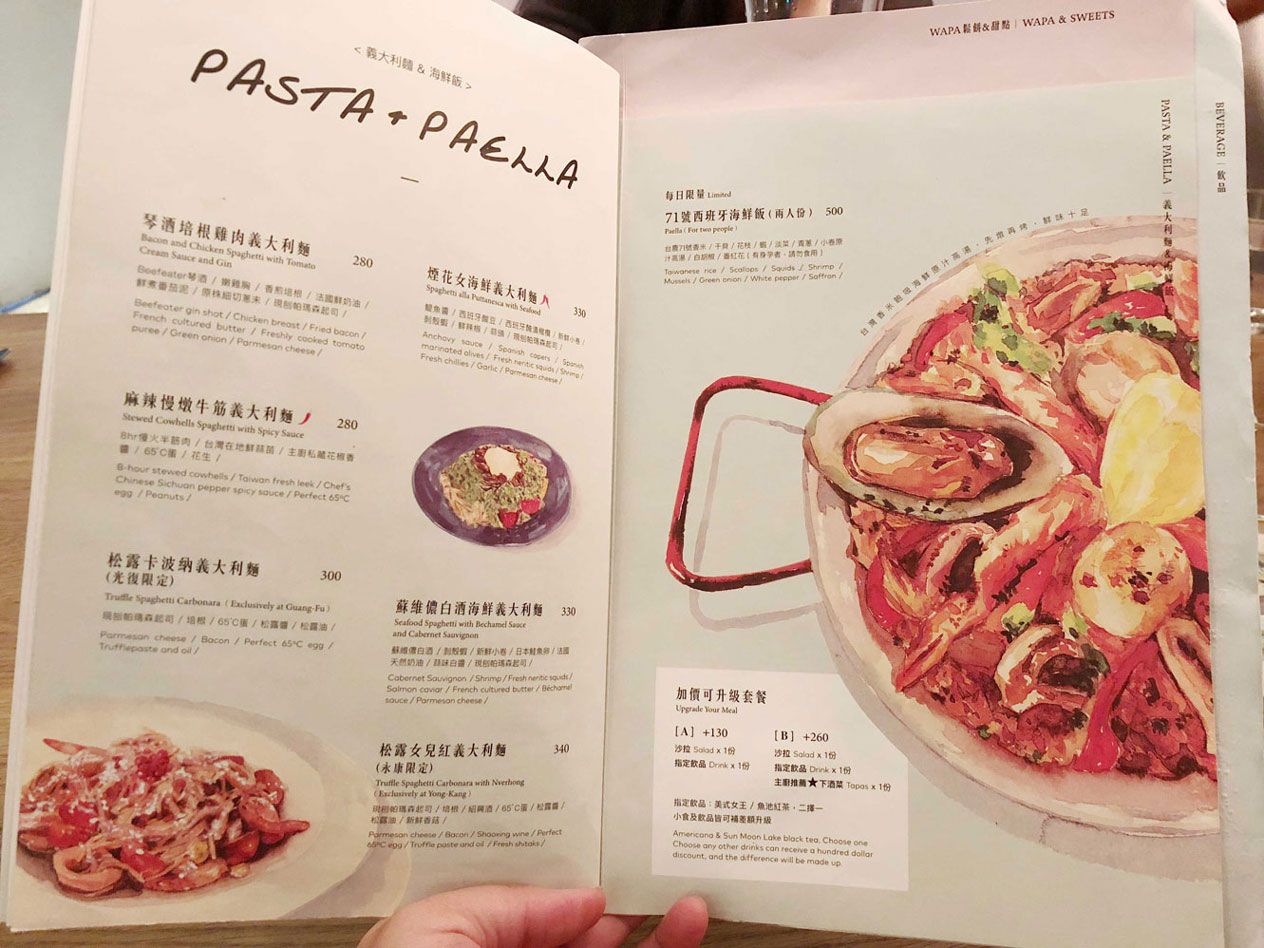 < 義大利麵 & 海鮮飯 >
PASTA + PAELLA
琴酒培根雞肉義大利麵
Bacon and Chicken Spaghetti with Tomato
Cream Sauce and Gin
280
Beefeater琴酒 / 嫩雞胸 / 香煎培根 / 法國鮮奶油 /
鮮煮番茄泥 / 原株細切蔥末 / 現刨帕瑪森起司 /
Beefeater gin shot / Chicken breast / Fried bacon /
French cultured butter / Freshly cooked tomato
puree / Green onion / Parmesan cheese /
麻辣慢燉牛筋義大利麵
280
Stewed Cowhells Spaghetti with Spicy Sauce
8hr慢火半筋肉 / 台灣在地鮮蒜苗 / 主廚私藏花椒香
醬 / 65°C蛋 / 花生 /
8-hour stewed cowhells / Taiwan fresh leek / Chef's
Chinese Sichuan pepper spicy sauce / Perfect 65°C
egg / Peanuts /
松露卡波納義大利麵
300
(光復限定)
Truffle Spaghetti Carbonara ( Exclusively at Guang-Fu )
現刨帕瑪森起司 / 培根 / 65°C蛋 / 松露醬 / 松露油 /
Parmesan cheese / Bacon / Perfect 65°C egg /
Trufflepaste and oil /
煙花女海鮮義大利麵
330
Spaghetti alla Puttanesca with Seafood
鯷魚醬 / 西班牙酸豆 / 西班牙醃漬橄欖 / 新鮮小卷 /
剝殼蝦 / 鮮辣椒 / 蒜頭 / 現刨帕瑪森起司 /
Anchovy sauce / Spanish capers / Spanish
marinated olives / Fresh neritic squids / Shrimp /
Fresh chillies / Garlic / Parmesan cheese /
蘇維儂白酒海鮮義大利麵 330
Seafood Spaghetti with Bechamel Sauce
and Cabernet Sauvignon
蘇維儂白酒 / 剝殼蝦 / 新鮮小卷 / 日本鮭魚卵 / 法國
天然奶油 / 蒜味白醬 / 現刨帕瑪森起司 /
Cabernet Sauvignon / Shrimp / Fresh neritic squids /
Salmon caviar / French cultured butter / Béchamel
sauce / Parmesan cheese /
松露女兒紅義大利麵 340
(永康限定)
Truffle Spaghetti Carbonara with Nverhong
( Exclusively at Yong-Kang )
現刨帕瑪森起司 / 培根 / 紹興酒 / 65°C蛋 / 松露醬 /
松露油 / 新鮮香菇 /
Parmesan cheese / Bacon / Shaoxing wine / Perfect
65°C egg / Truffle paste and oil / Fresh shitaks /
WAPA鬆餅&甜點 | WAPA & SWEETS
PASTA & PAELLA | 義大利麵 & 海鮮飯
BEVERAGE | 飲品
每日限量 Limited
71號西班牙海鮮飯 ( 兩人份 ) 500
Paella ( For two people )
台農71號香米 / 干貝 / 花枝 / 蝦 / 淡菜 / 青蔥 / 小卷原
汁高湯 / 白胡椒 / 番紅花 ( 有身孕者,請勿食用 )
Taiwanese rice / Scallops / Squids / Shrimp /
Mussels / Green onion / White pepper / Saffron /
台灣香米飽吸海鮮原汁高湯,先燉再烤,鮮味十足
加價可升級套餐
Upgrade Your Meal
[A] +130
沙拉 Salad x 1份
指定飲品 Drink x 1份
[B] +260
沙拉 Salad x 1份
指定飲品 Drink x 1份
主廚推薦★下酒菜 Tapas x 1份
指定飲品:美式女王 / 魚池紅茶,二擇一
小食及飲品皆可補差額升級
Americana & Sun Moon Lake black tea. Choose one
Choose any other drinks can receive a hundred dollar
discount, and the difference will be made up.